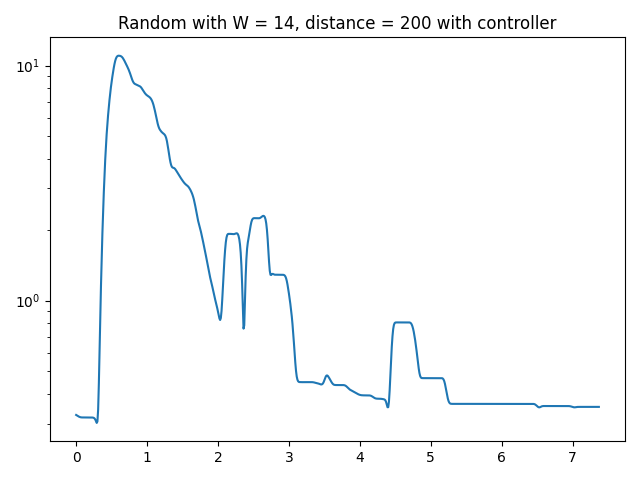 Random with W = 14, distance = 200 with controller
10¹
10⁰
0 1 2 3 4 5 6 7